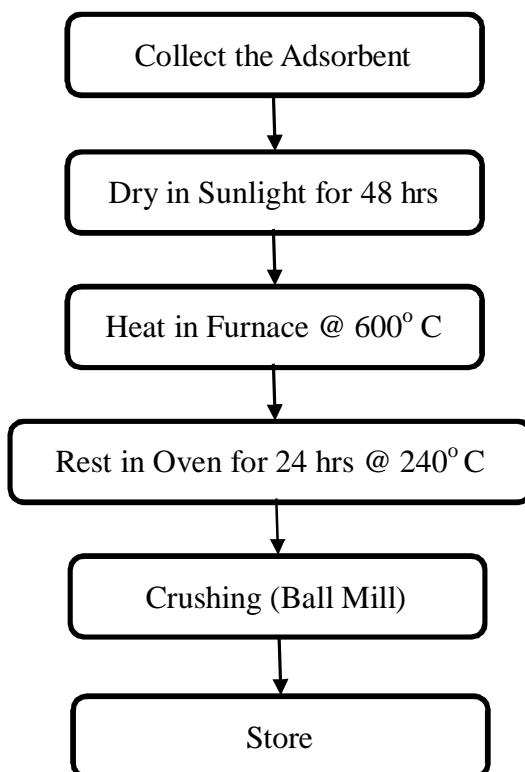 Collect the Adsorbent
Dry in Sunlight for 48 hrs
Heat in Furnace @ 600° C
Rest in Oven for 24 hrs @ 240° C
Crushing (Ball Mill)
Store